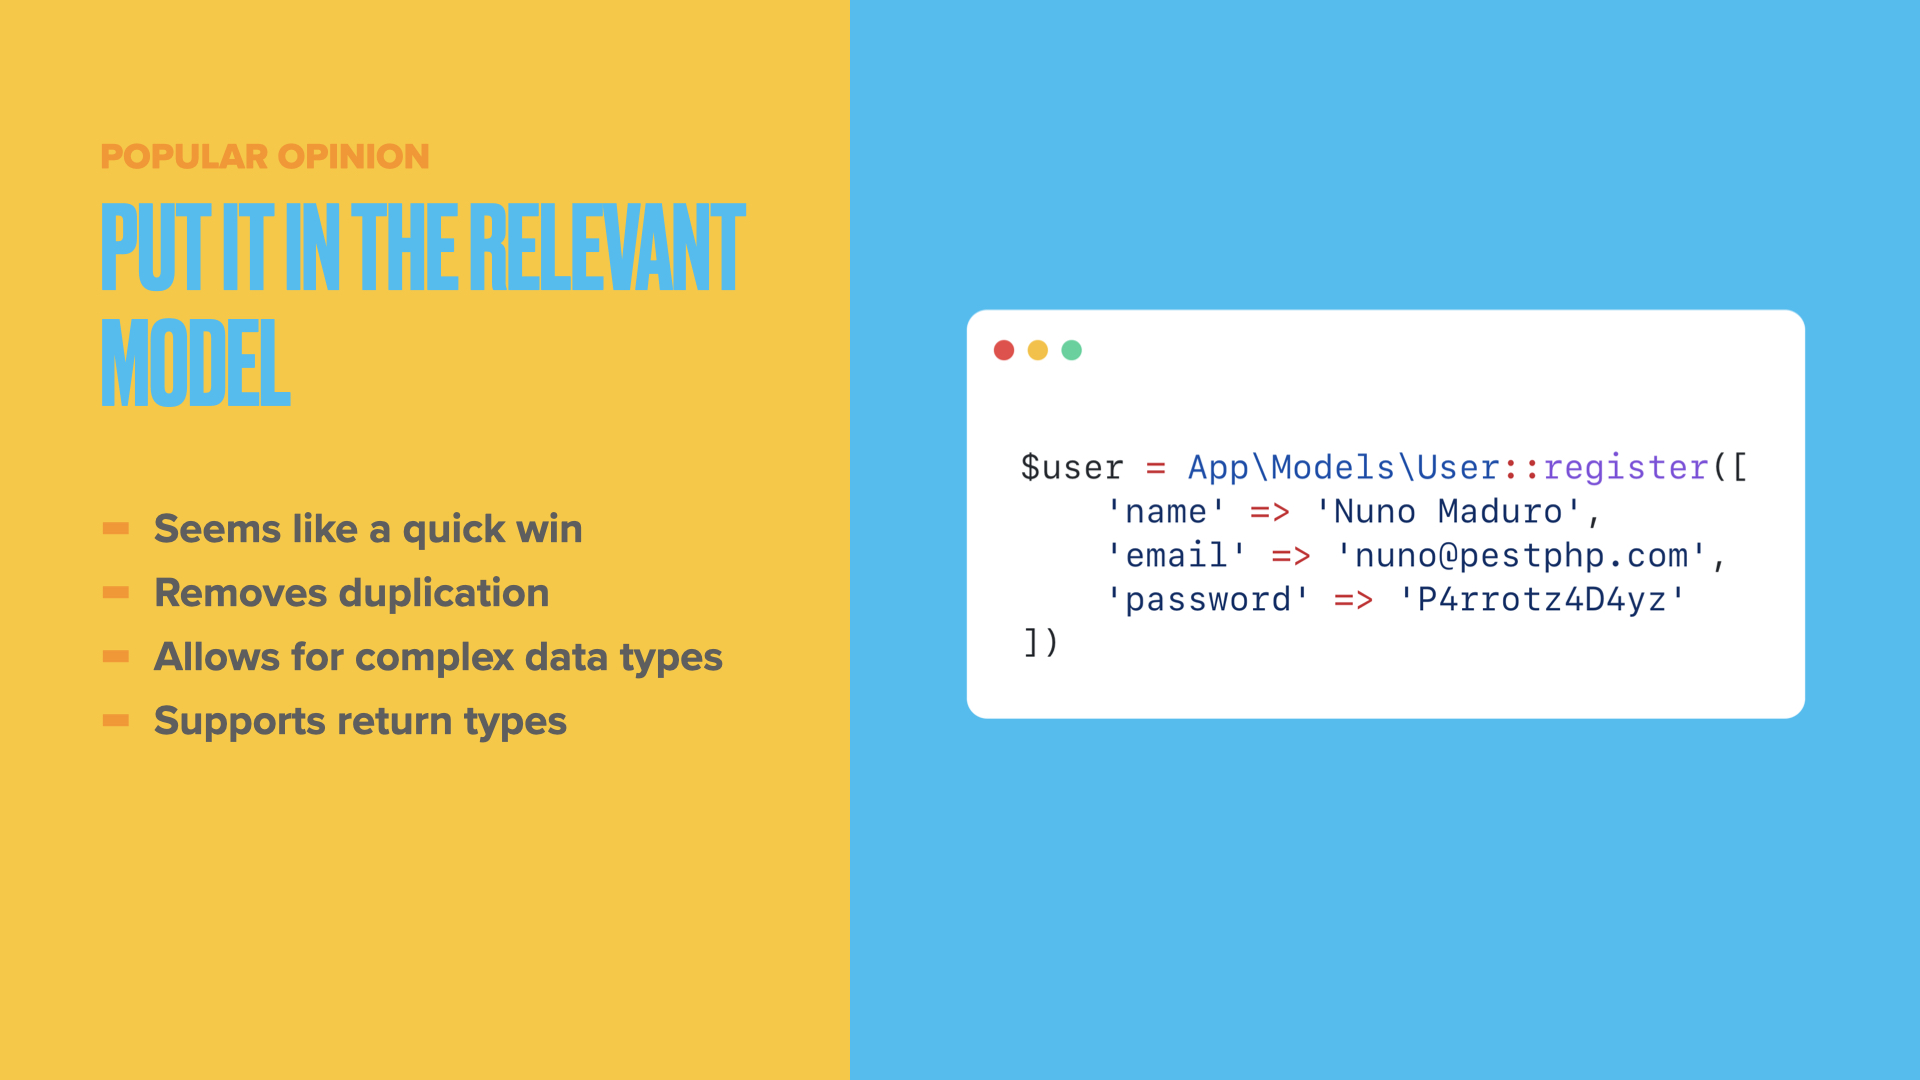 POPULAR OPINION
PUT IT IN THE RELEVANT
MODEL
Seems like a quick win
Removes duplication
Allows for complex data types
Supports return types
$user = App\Models\User::register([
    'name' => 'Nuno Maduro',
    'email' => 'nuno@pestphp.com',
    'password' => 'P4rrotz4D4yz'
])